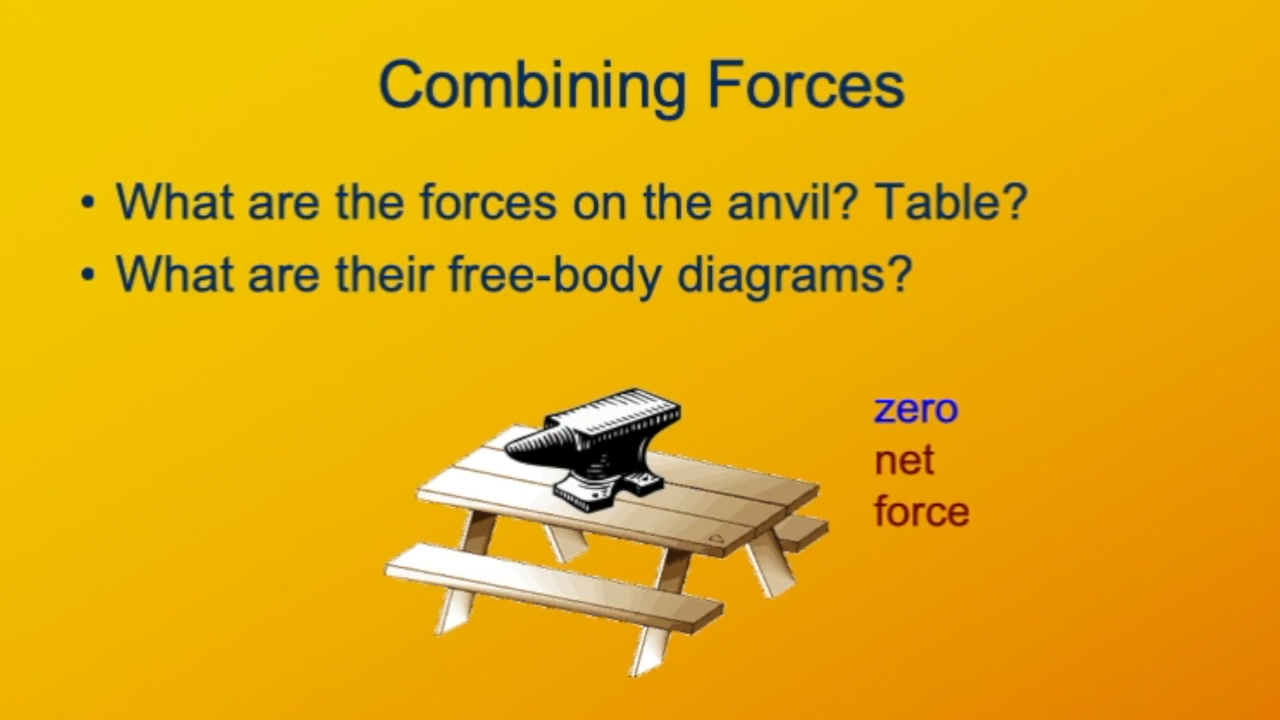 Combining Forces
• What are the forces on the anvil? Table?
• What are their free-body diagrams?
zero
net
force